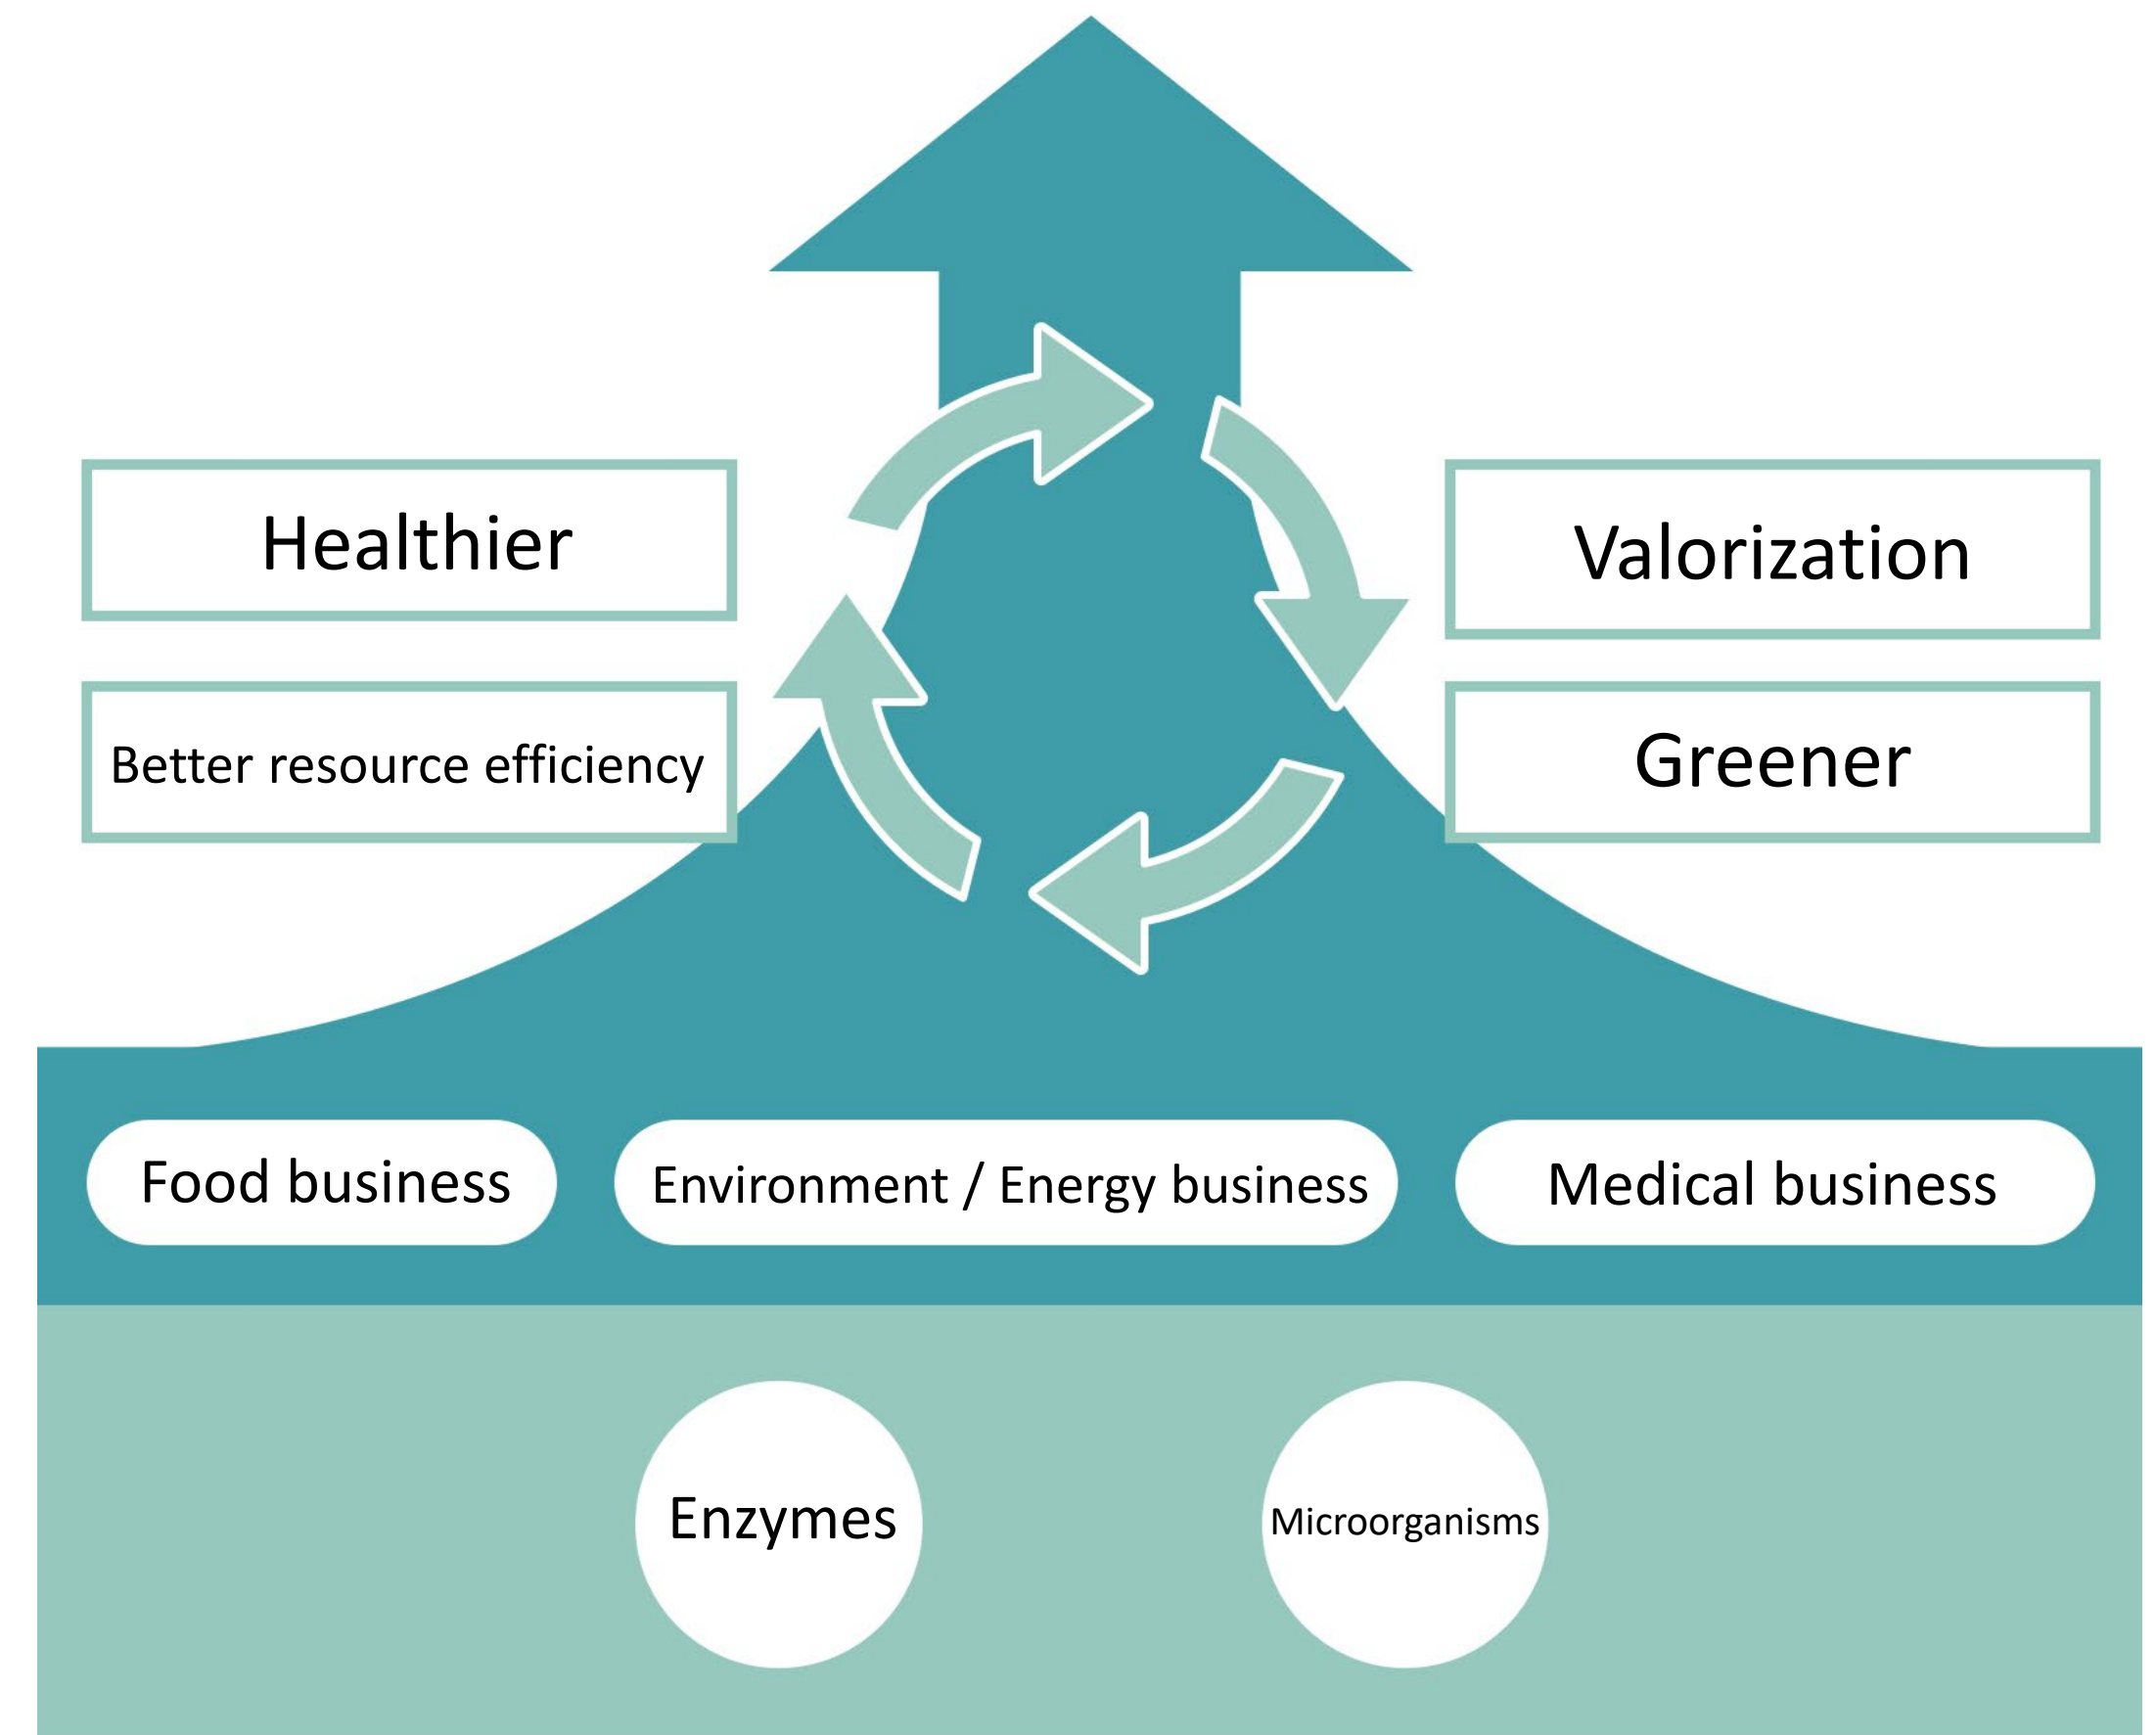 Healthier
Valorization
Better resource efficiency
Greener
Food business
Environment / Energy business
Medical business
Enzymes
Microorganisms